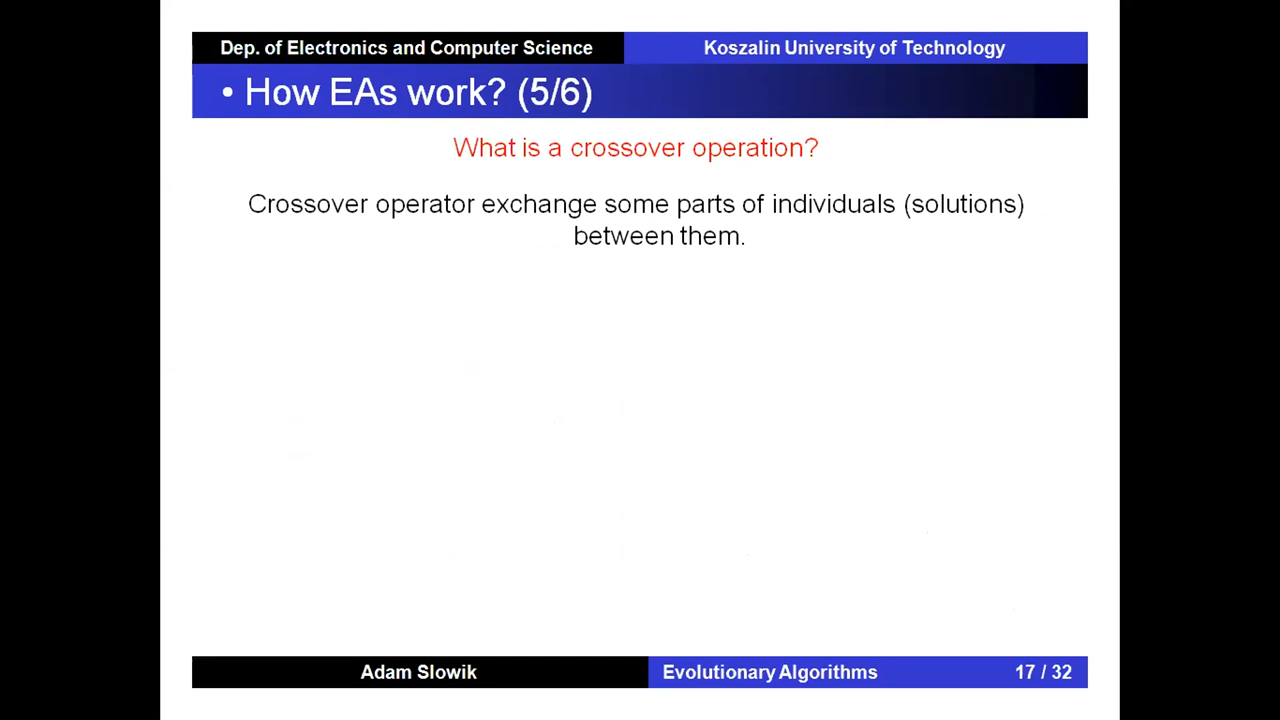 Dep. of Electronics and Computer Science
Koszalin University of Technology
• How EAs work? (5/6)
What is a crossover operation?
Crossover operator exchange some parts of individuals (solutions)
between them.
Adam Slowik
Evolutionary Algorithms
17 / 32